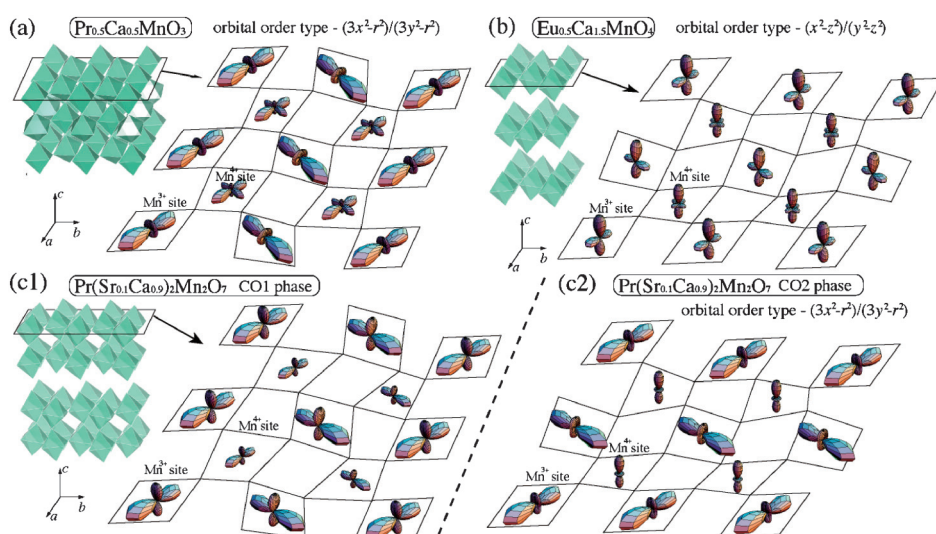 (a) Pr0.5Ca0.5MnO3 orbital order type - (3x²-r²)/(3y²-r²)
Mn4+ site
Mn3+ site
c
b
a
(b) Eu0.5Ca1.5MnO4 orbital order type - (x²-z²)/(y²-z²)
Mn4+ site
Mn3+ site
c
b
a
(c1) Pr(Sr0.1Ca0.9)2Mn2O7 CO1 phase
Mn4+ site
Mn3+ site
c
b
a
(c2) Pr(Sr0.1Ca0.9)2Mn2O7 CO2 phase
orbital order type - (3x²-r²)/(3y²-r²)
Mn4+ site
Mn3+ site